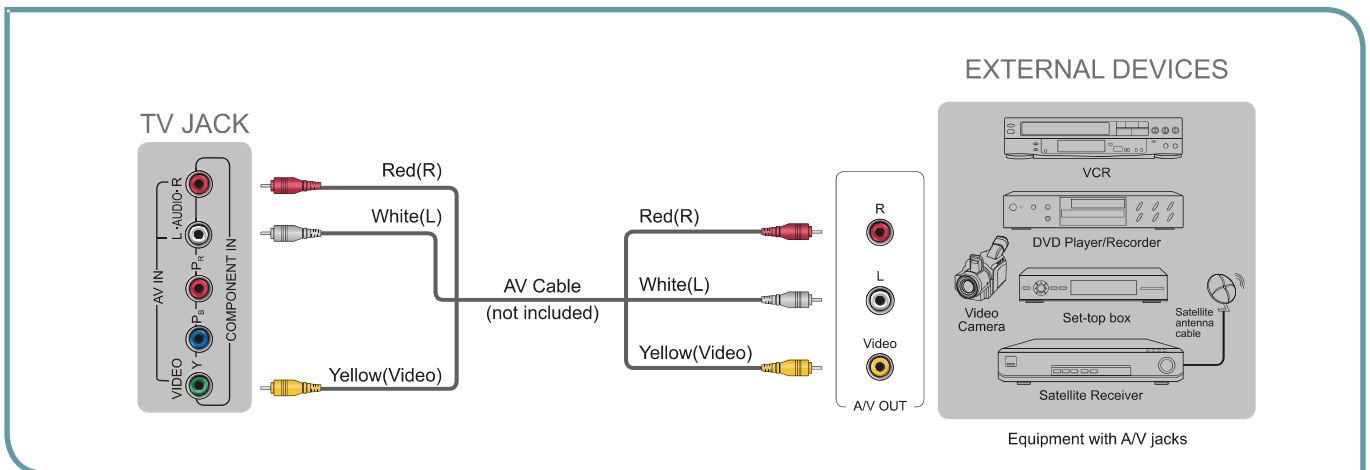 EXTERNAL DEVICES
TV JACK
AV IN
L -AUDIO- R
VIDEO
PR
PB
Y
COMPONENT IN
Red(R)
White(L)
Yellow(Video)
AV Cable
(not included)
Red(R)
White(L)
Yellow(Video)
R
L
Video
A/V OUT
VCR
DVD Player/Recorder
Video
Camera
Set-top box
Satellite
antenna
cable
Satellite Receiver
Equipment with A/V jacks